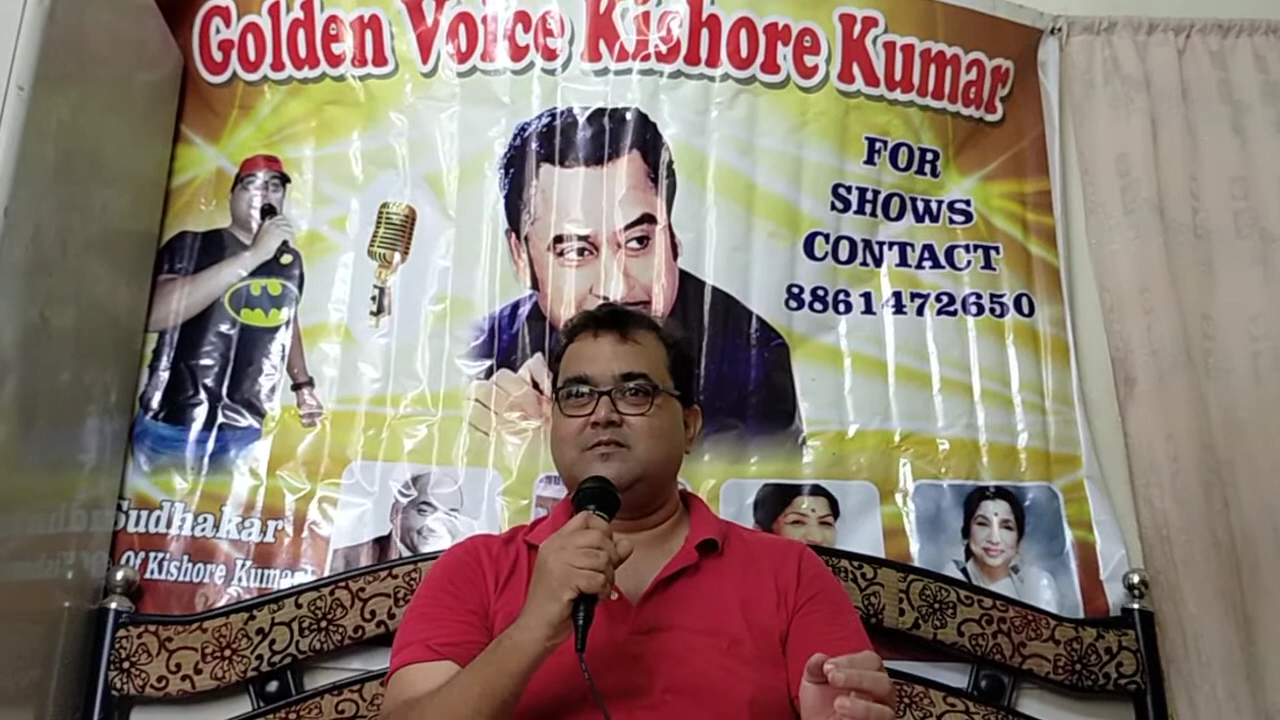 Golden Voice Kishore Kumar
FOR
SHOWS
CONTACT
8861472650
Sudhakar
Of Kishore Kumar